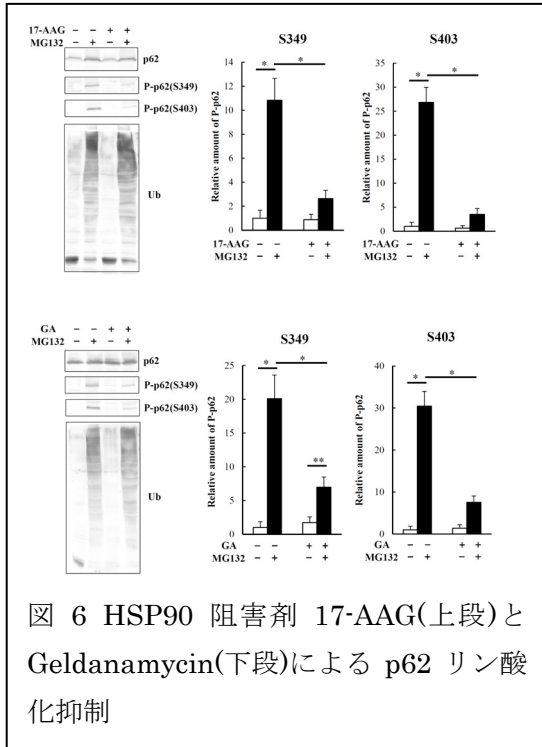 17-AAG − − + +
MG132 − + − +
p62
P-p62(S349)
P-p62(S403)
Ub
S349
Relative amount of P-p62
14
12
10
8
6
4
2
0
* *
17-AAG − − + +
MG132 − + − +
S403
Relative amount of P-p62
35
30
25
20
15
10
5
0
* *
17-AAG − − + +
MG132 − + − +
GA − − + +
MG132 − + − +
p62
P-p62(S349)
P-p62(S403)
Ub
S349
Relative amount of P-p62
25
20
15
10
5
0
* *
**
GA − − + +
MG132 − + − +
S403
Relative amount of P-p62
40
30
20
10
0
* *
GA − − + +
MG132 − + − +
図 6 HSP90 阻害剤 17-AAG(上段)と
Geldanamycin(下段)による p62 リン酸
化抑制